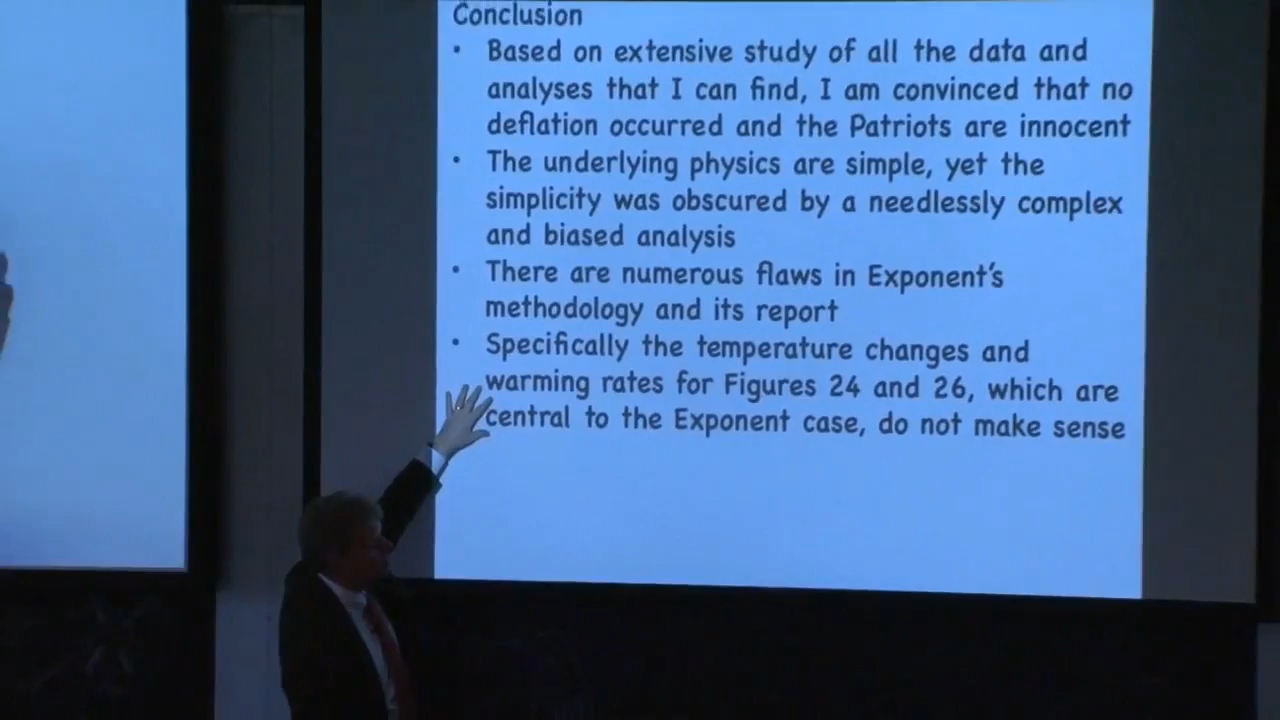 Conclusion
• Based on extensive study of all the data and
analyses that I can find, I am convinced that no
deflation occurred and the Patriots are innocent
• The underlying physics are simple, yet the
simplicity was obscured by a needlessly complex
and biased analysis
• There are numerous flaws in Exponent's
methodology and its report
• Specifically the temperature changes and
warming rates for Figures 24 and 26, which are
central to the Exponent case, do not make sense